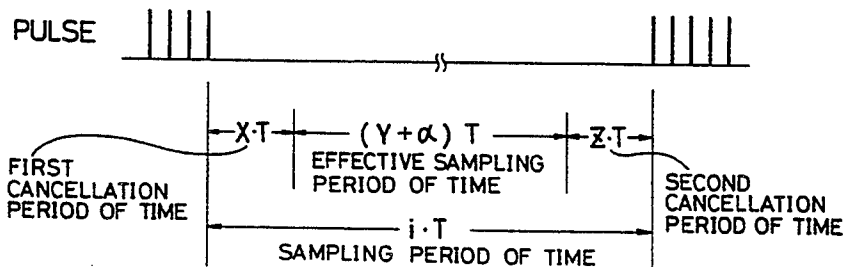 PULSE
X·T
(Y+α) T
Z·T
EFFECTIVE SAMPLING
PERIOD OF TIME
FIRST
CANCELLATION
PERIOD OF TIME
SECOND
CANCELLATION
PERIOD OF TIME
i·T
SAMPLING PERIOD OF TIME